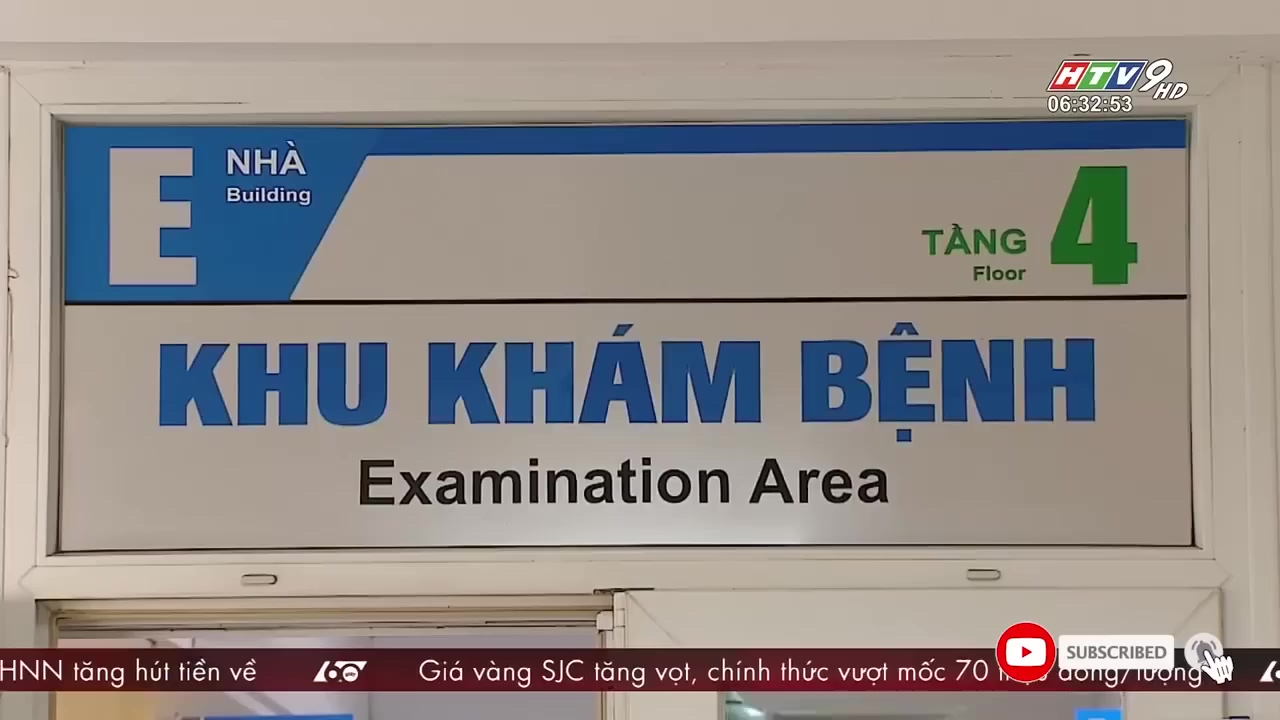 HTV9 HD
06:32:53
E NHÀ
Building
TẦNG 4
Floor
KHU KHÁM BỆNH
Examination Area
SUBSCRIBED
HNN tăng hút tiền về
Giá vàng SJC tăng vọt, chính thức vượt mốc 70 đồng/lượng